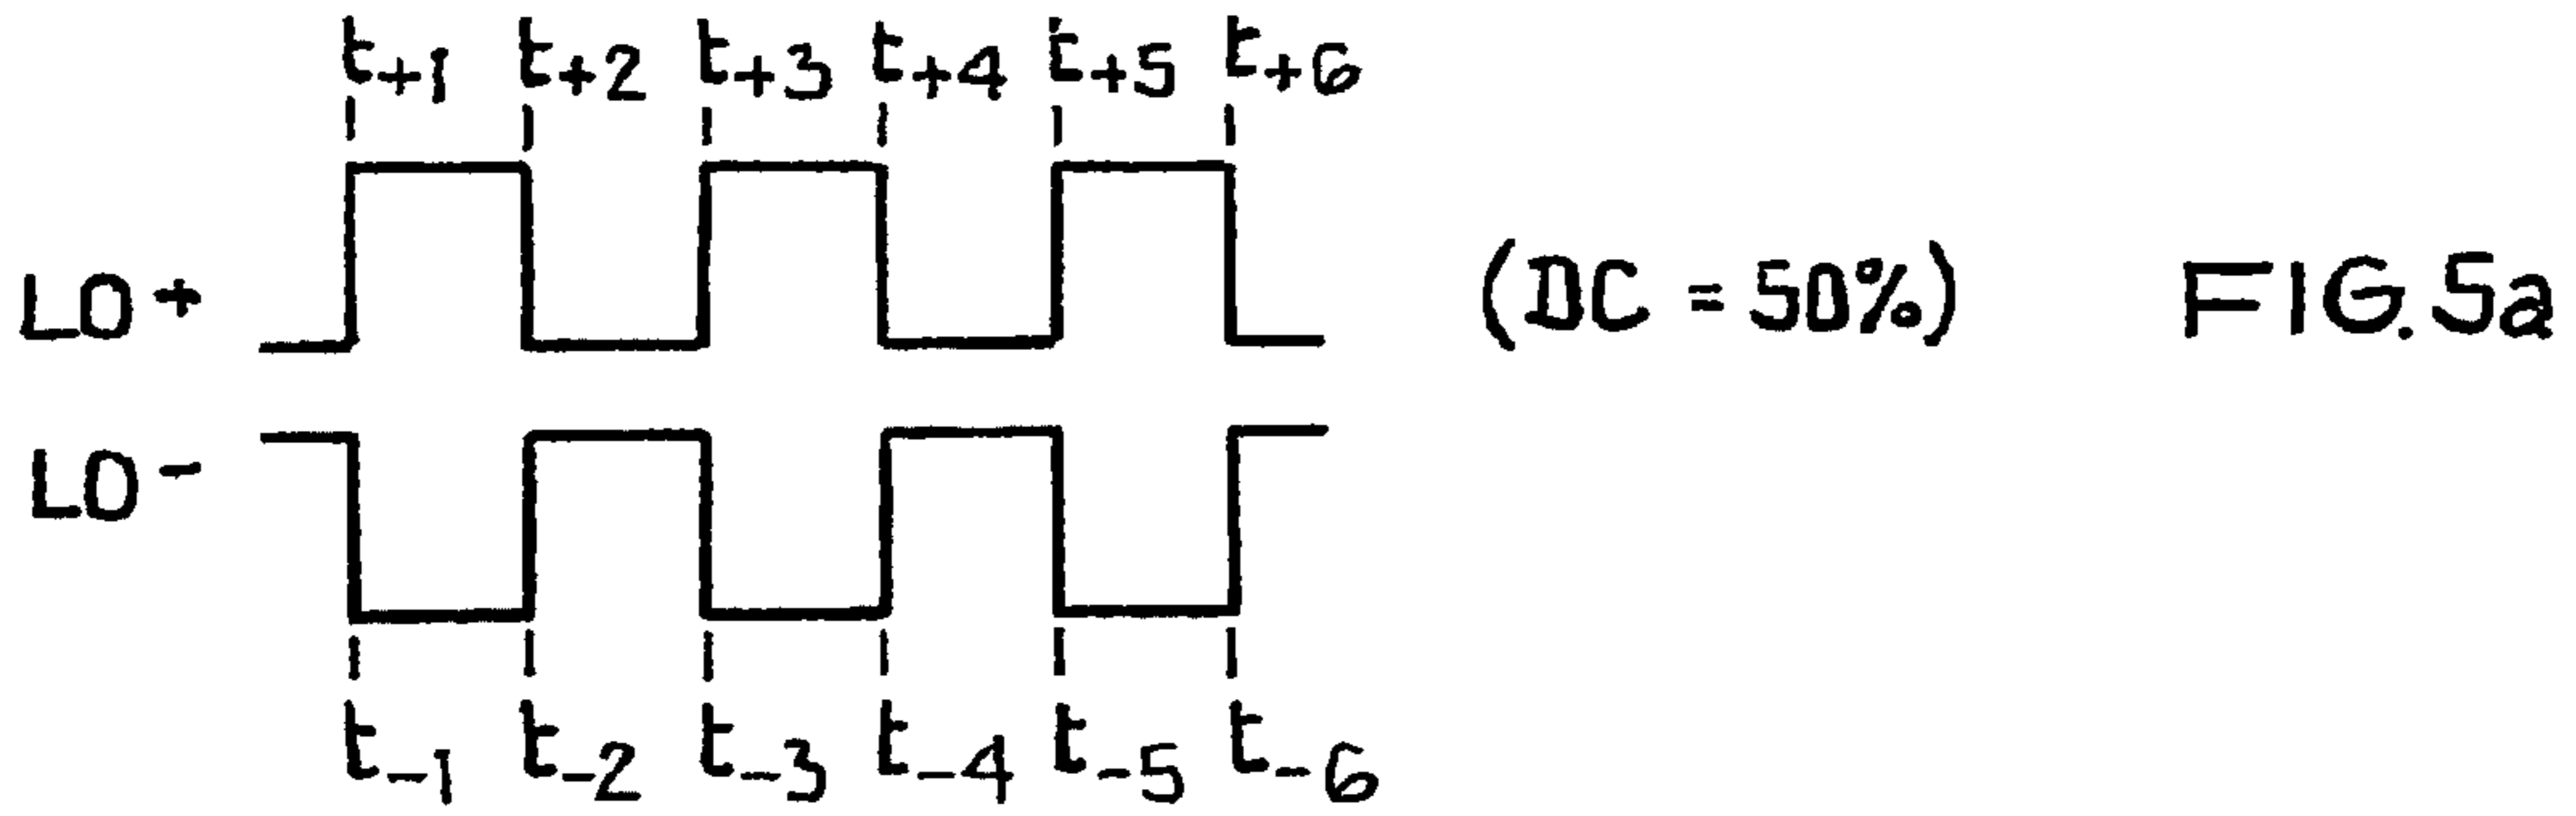 t+1 t+2 t+3 t+4 t+5 t+6
LO+ (DC = 50%) FIG. 5a
LO-
t-1 t-2 t-3 t-4 t-5 t-6